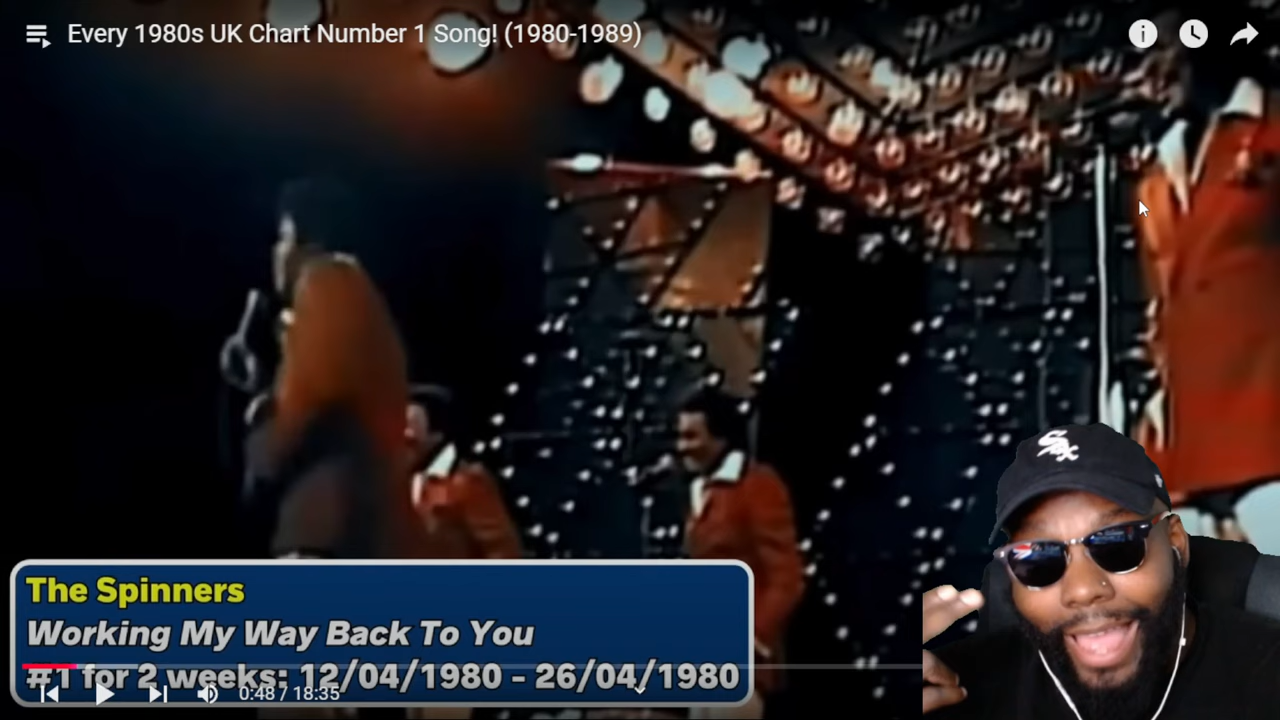 Every 1980s UK Chart Number 1 Song! (1980-1989)
Sox
The Spinners
Working My Way Back To You
#1 for 2 weeks: 12/04/1980 - 26/04/1980
0:48 / 18:35